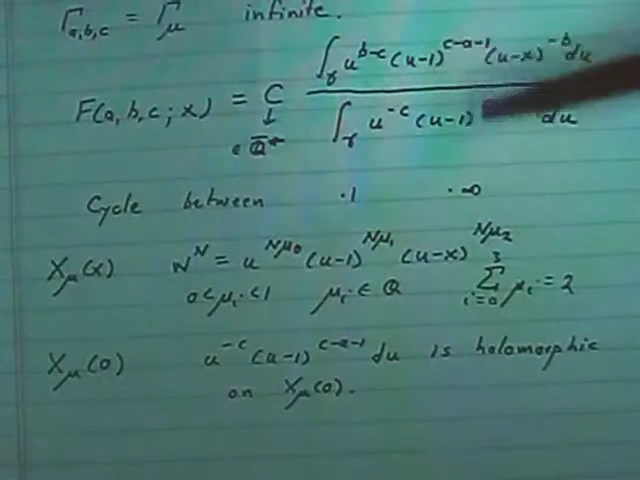 Γa,b,c = Γμ infinite.
F(a,b,c;x) = C ∫γ u^{b-c} (u-1)^{c-a-1} (u-x)^{-b} du / ∫γ u^{-c} (u-1) du
↓
∈ Q̄*
Cycle between ·1 ·∞
Xμ(x) w^N = u^{Nμ0} (u-1)^{Nμ1} (u-x)^{Nμ2}
0<μi<1 μi ∈ Q Σ_{i=0}^{3} μi = 2
Xμ(0) u^{-c} (u-1)^{c-a-1} du is holomorphic
on Xμ(0).